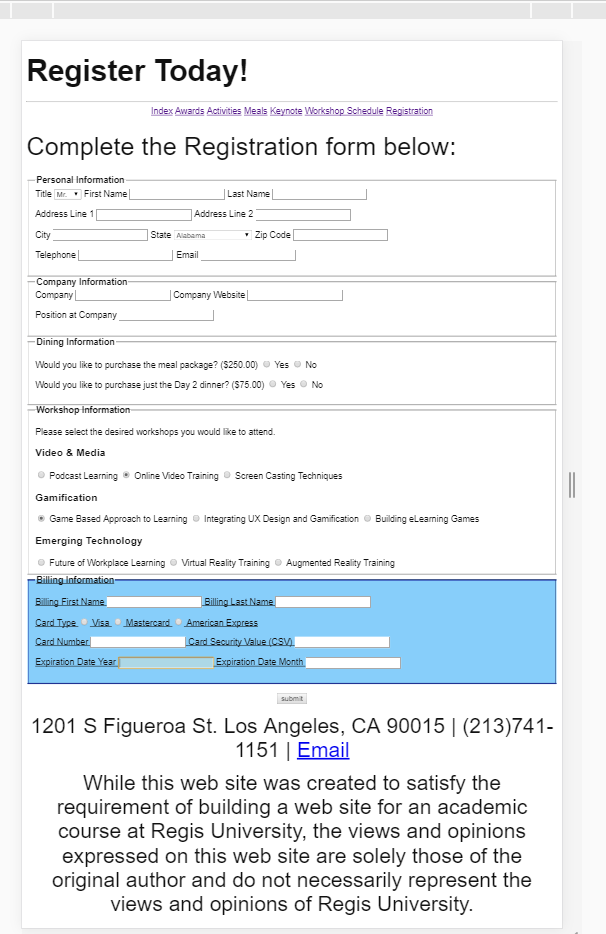 Register Today!
Index Awards Activities Meals Keynote Workshop Schedule Registration
Complete the Registration form below:
Personal Information
Title Mr. First Name Last Name
Address Line 1 Address Line 2
City State Alabama Zip Code
Telephone Email
Company Information
Company Company Website
Position at Company
Dining Information
Would you like to purchase the meal package? ($250.00) Yes No
Would you like to purchase just the Day 2 dinner? ($75.00) Yes No
Workshop Information
Please select the desired workshops you would like to attend.
Video & Media
Podcast Learning Online Video Training Screen Casting Techniques
Gamification
Game Based Approach to Learning Integrating UX Design and Gamification Building eLearning Games
Emerging Technology
Future of Workplace Learning Virtual Reality Training Augmented Reality Training
Billing Information
Billing First Name Billing Last Name
Card Type Visa Mastercard American Express
Card Number Card Security Value (CSV)
Expiration Date Year Expiration Date Month
submit
1201 S Figueroa St. Los Angeles, CA 90015 | (213)741-
1151 | Email
While this web site was created to satisfy the
requirement of building a web site for an academic
course at Regis University, the views and opinions
expressed on this web site are solely those of the
original author and do not necessarily represent the
views and opinions of Regis University.